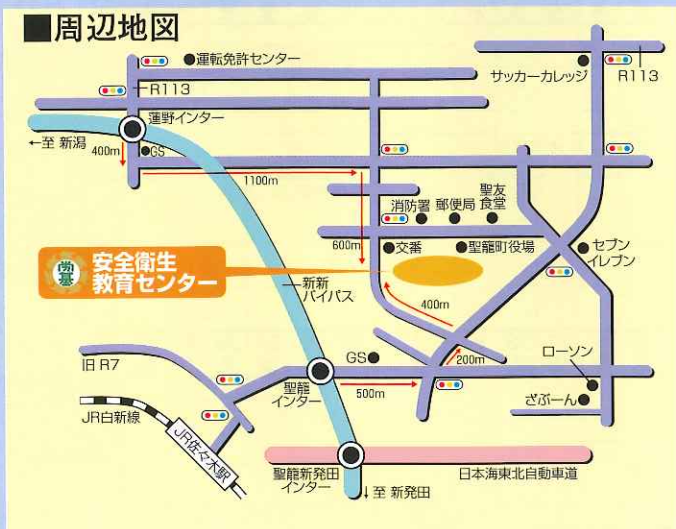 ■周辺地図
●運転免許センター
R113
サッカーカレッジ
R113
蓮野インター
←至 新潟
400m
GS
1100m
消防署
郵便局
聖友
食堂
600m
交番
聖籠町役場
セブン
イレブン
労基
安全衛生
教育センター
新新
バイパス
400m
GS
200m
旧 R7
聖籠
インター
500m
ローソン
ざぶーん
JR白新線
JR佐々木駅
聖籠新発田
インター
日本海東北自動車道
↓至 新発田